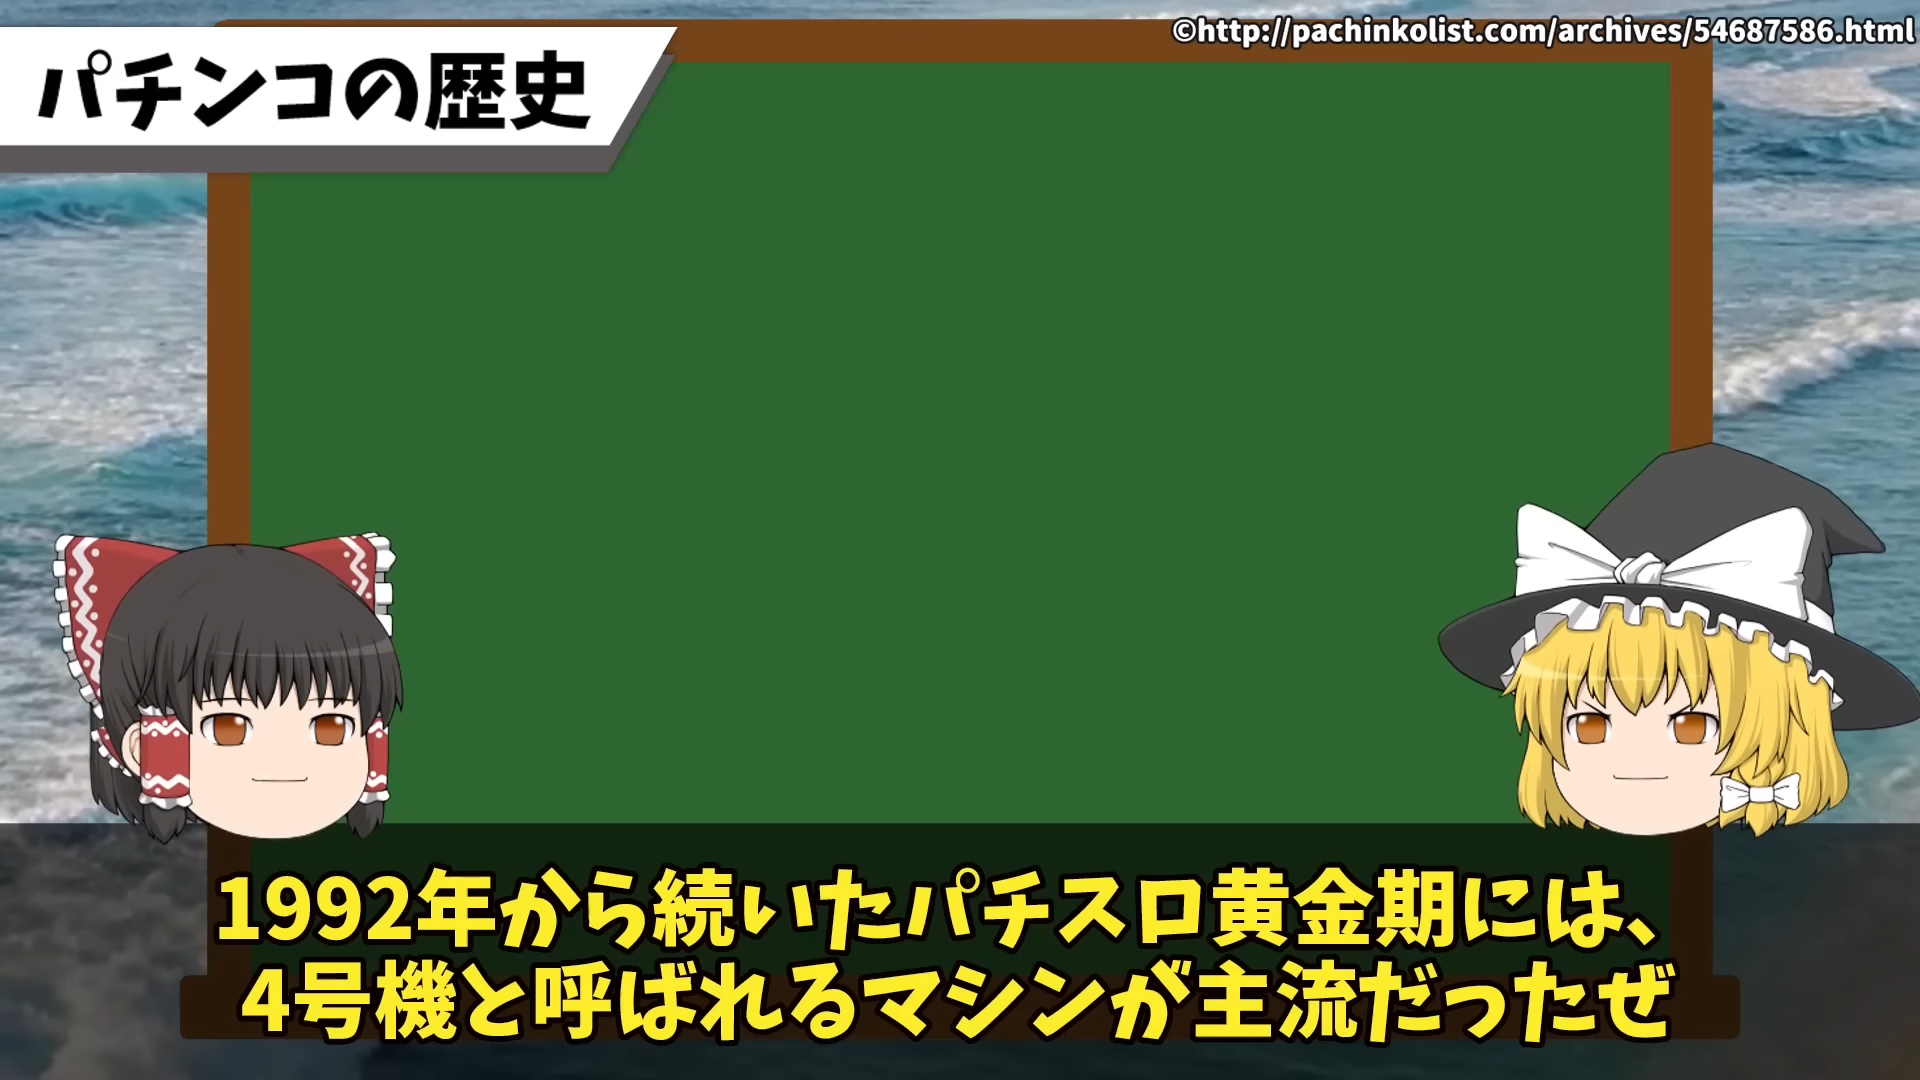 ©http://pachinkolist.com/archives/54687586.html
パチンコの歴史
1992年から続いたパチスロ黄金期には、
4号機と呼ばれるマシンが主流だったぜ